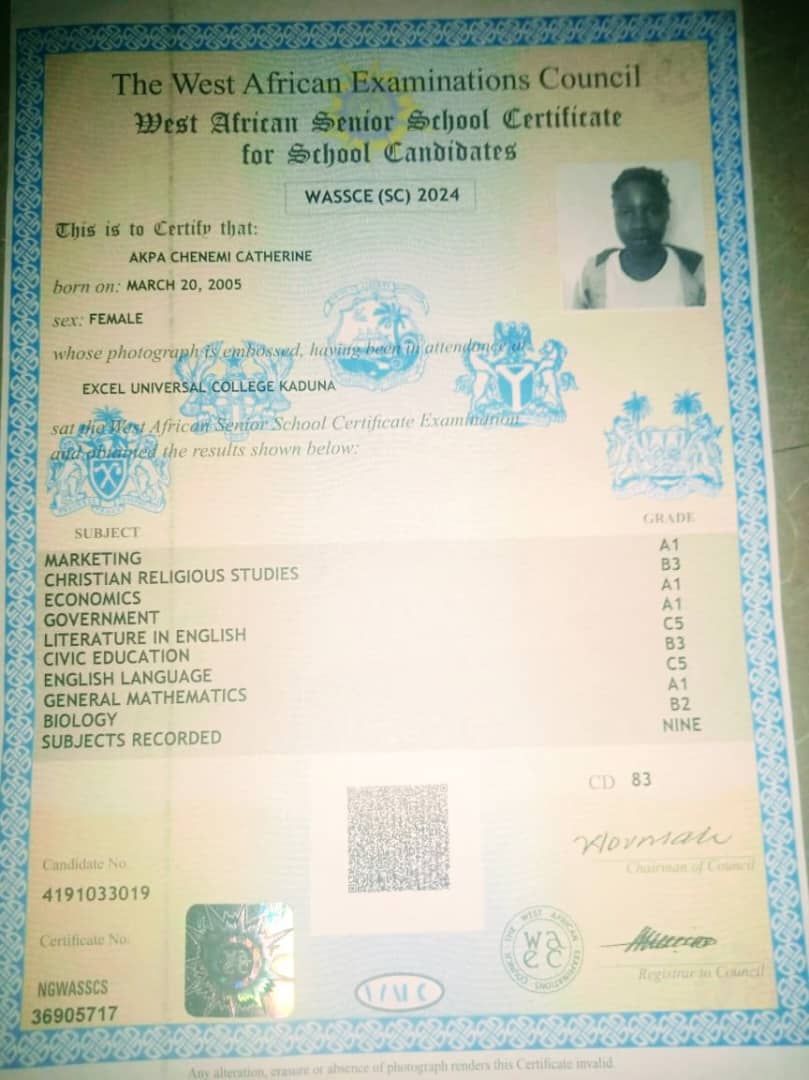 The West African Examinations Council
West African Senior School Certificate
for School Candidates
WASSCE (SC) 2024
This is to Certify that:
AKPA CHENEMI CATHERINE
born on: MARCH 20, 2005
sex: FEMALE
whose photograph is embossed, having been in attendance at
EXCEL UNIVERSAL COLLEGE KADUNA
sat the West African Senior School Certificate Examination
and obtained the results shown below:
SUBJECT GRADE
MARKETING A1
CHRISTIAN RELIGIOUS STUDIES B3
ECONOMICS A1
GOVERNMENT A1
LITERATURE IN ENGLISH C5
CIVIC EDUCATION B3
ENGLISH LANGUAGE C5
GENERAL MATHEMATICS A1
BIOLOGY B2
SUBJECTS RECORDED NINE
CD 83
Chairman of Council
Candidate No.
4191033019
Certificate No.
NGWASSCS
36905717
THE WEST AFRICAN EXAMINATIONS COUNCIL
waec
Registrar to Council
WAEC
Any alteration, erasure or absence of photograph renders this Certificate invalid.